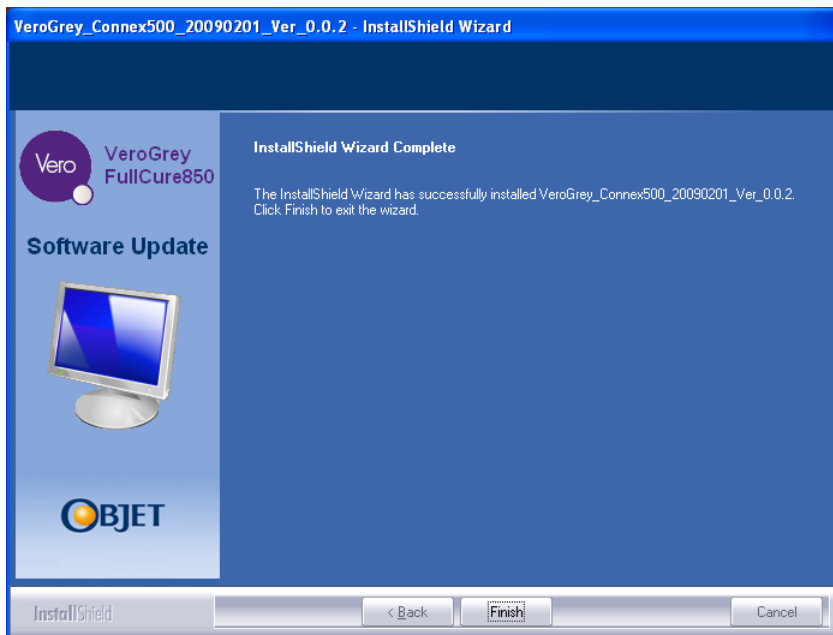 VeroGrey_Connex500_20090201_Ver_0.0.2 - InstallShield Wizard
Vero
VeroGrey
FullCure850
Software Update
OBJET
InstallShield Wizard Complete
The InstallShield Wizard has successfully installed VeroGrey_Connex500_20090201_Ver_0.0.2.
Click Finish to exit the wizard.
InstallShield
< Back
Finish
Cancel